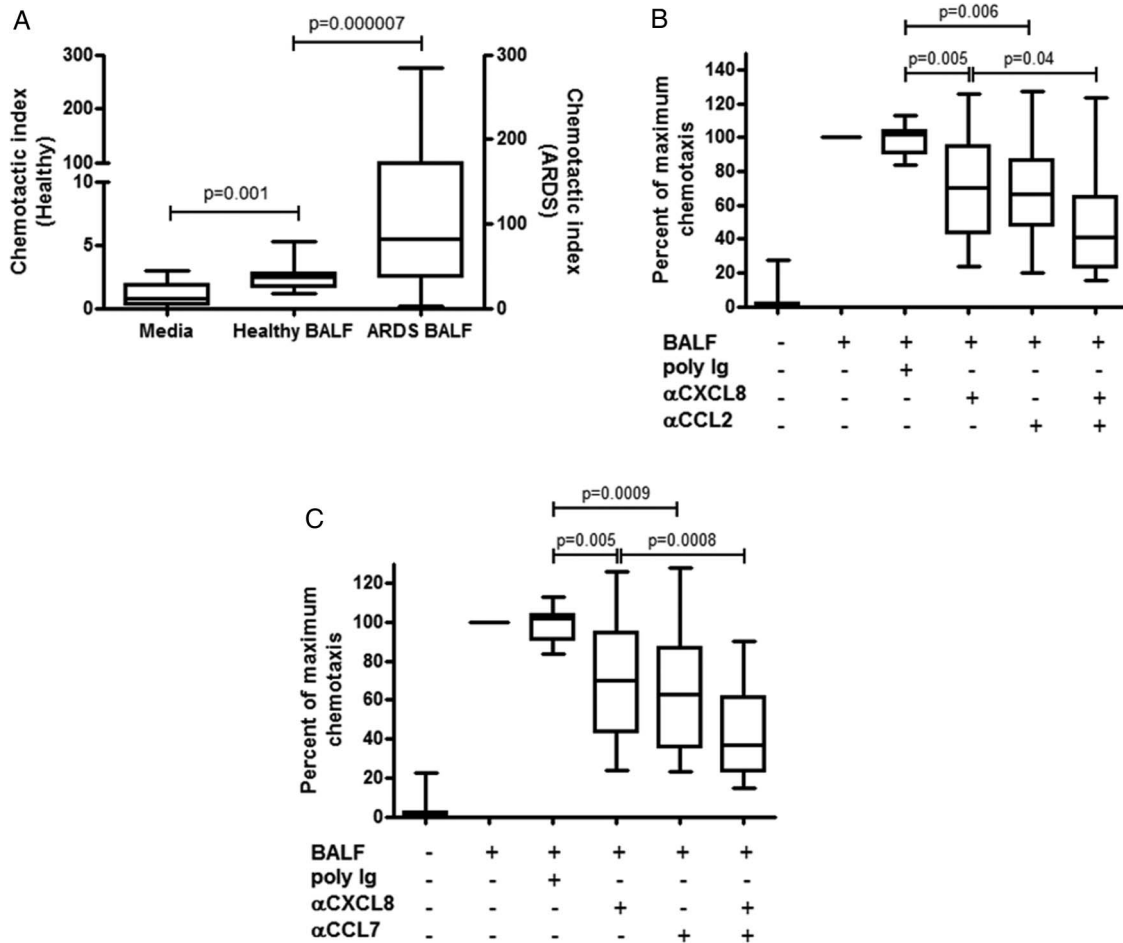 A
p=0.000007
300
200
100
10
5
0
Chemotactic index
(Healthy)
p=0.001
300
200
100
0
Chemotactic index
(ARDS)
Media Healthy BALF ARDS BALF
B
p=0.006
p=0.005 p=0.04
140
120
100
80
60
40
20
0
Percent of maximum
chemotaxis
BALF - + + + + +
poly Ig - - + - - -
αCXCL8 - - - + - +
αCCL2 - - - - + +
C
p=0.0009
p=0.005 p=0.0008
120
100
80
60
40
20
0
Percent of maximum
chemotaxis
BALF - + + + + +
poly Ig - - + - - -
αCXCL8 - - - + - +
αCCL7 - - - - + +